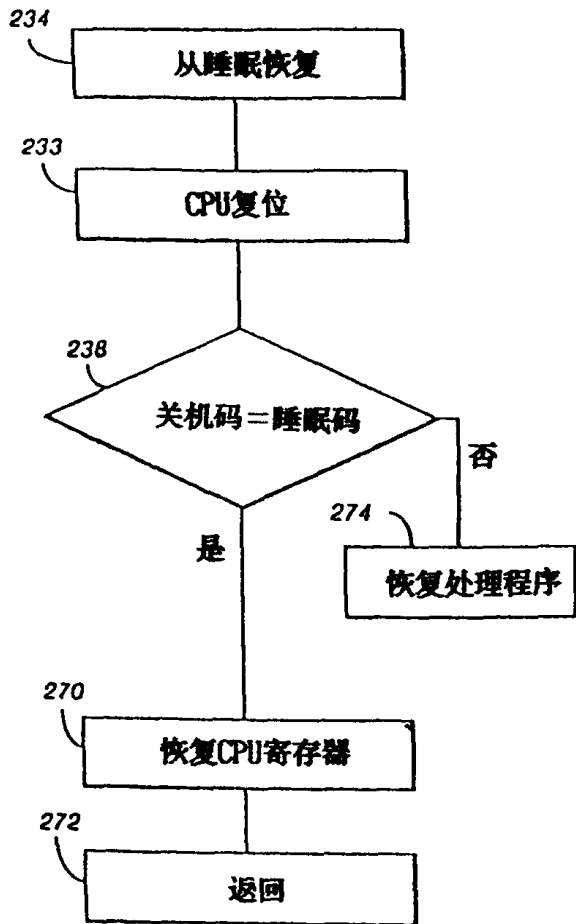 234
从睡眠恢复
233
CPU复位
238
关机码=睡眠码
否
274
是
恢复处理程序
270
恢复CPU寄存器
272
返回